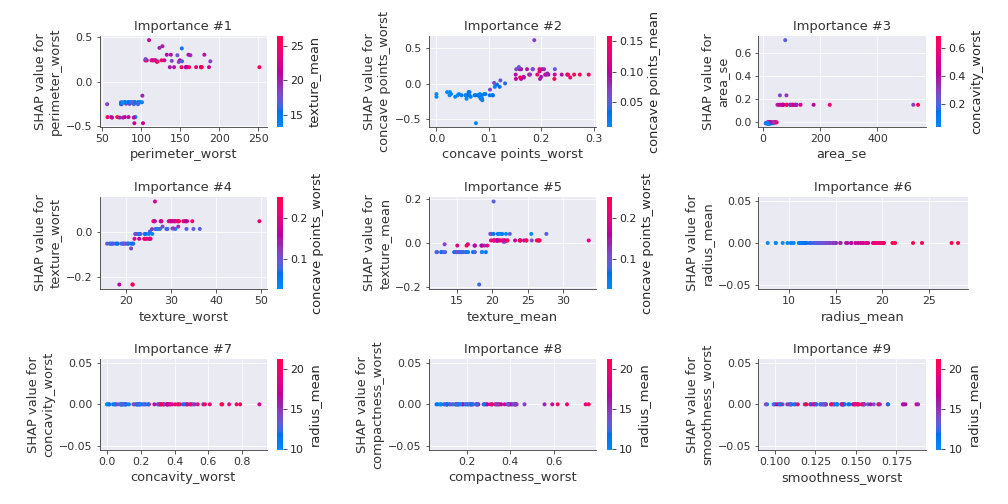 Importance #1
Importance #2
Importance #3
SHAP value for
perimeter_worst
0.5
0.0
−0.5
50
100
150
200
250
perimeter_worst
25
20
15
texture_mean
SHAP value for
concave points_worst
0.5
0.0
−0.5
0.0
0.1
0.2
0.3
concave points_worst
0.15
0.10
0.05
concave points_mean
SHAP value for
area_se
0.6
0.4
0.2
0.0
0
200
400
area_se
0.6
0.4
0.2
concavity_worst
Importance #4
Importance #5
Importance #6
SHAP value for
texture_worst
0.0
−0.2
20
30
40
50
texture_worst
0.2
0.1
concave points_worst
SHAP value for
texture_mean
0.2
0.0
−0.2
15
20
25
30
texture_mean
0.2
0.1
concave points_worst
SHAP value for
radius_mean
0.05
0.00
−0.05
10
15
20
25
radius_mean
Importance #7
Importance #8
Importance #9
SHAP value for
concavity_worst
0.05
0.00
−0.05
0.0
0.2
0.4
0.6
0.8
concavity_worst
20
15
10
radius_mean
SHAP value for
compactness_worst
0.05
0.00
−0.05
0.2
0.4
0.6
compactness_worst
20
15
10
radius_mean
SHAP value for
smoothness_worst
0.05
0.00
−0.05
0.100
0.125
0.150
0.175
smoothness_worst
20
15
10
radius_mean